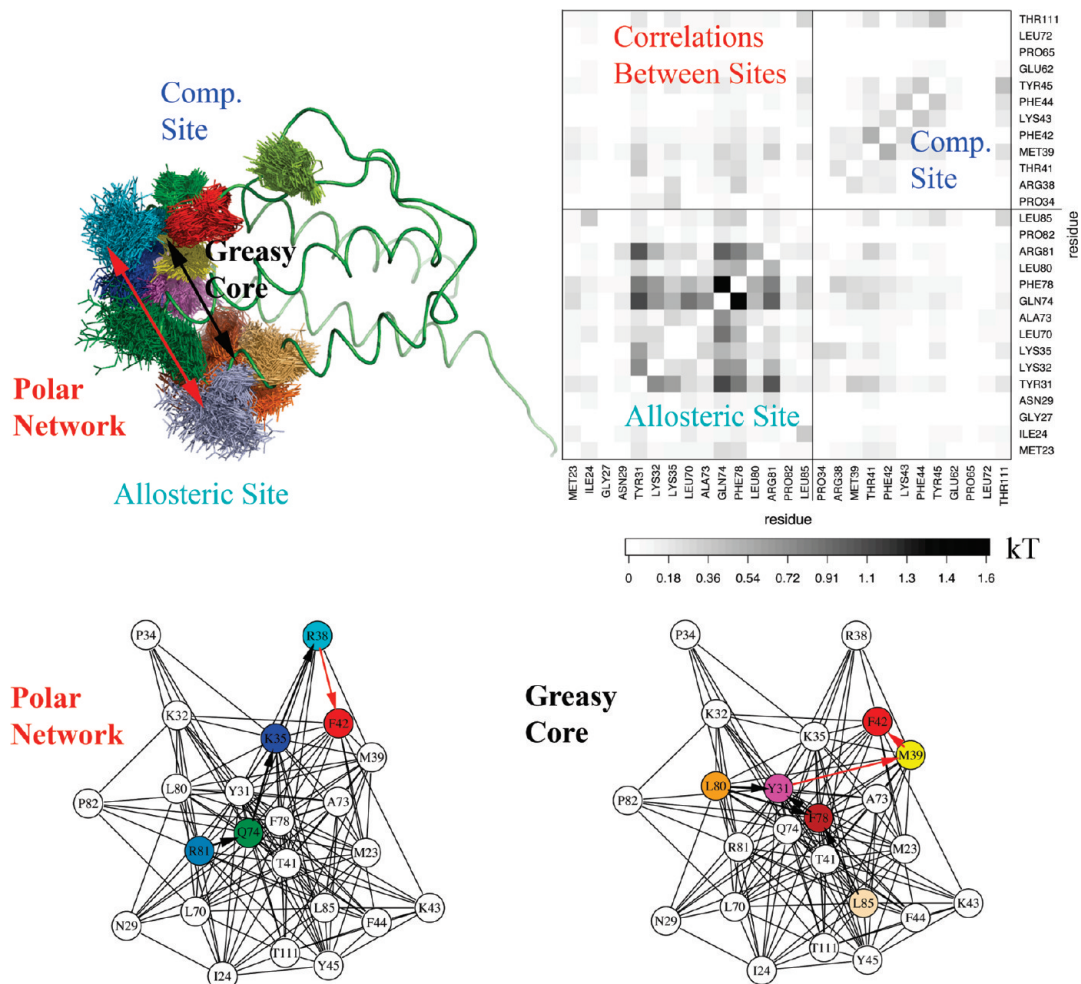 Comp.
Site
Greasy
Core
Polar
Network
Allosteric Site
Correlations
Between Sites
Comp.
Site
Allosteric Site
THR111
LEU72
PRO65
GLU62
TYR45
PHE44
LYS43
PHE42
MET39
THR41
ARG38
PRO34
LEU85
PRO82
ARG81
LEU80
PHE78
GLN74
ALA73
LEU70
LYS35
LYS32
TYR31
ASN29
GLY27
ILE24
MET23
residue
MET23
ILE24
GLY27
ASN29
TYR31
LYS32
LYS35
LEU70
ALA73
GLN74
PHE78
LEU80
ARG81
PRO82
LEU85
PRO34
ARG38
MET39
THR41
PHE42
LYS43
PHE44
TYR45
GLU62
PRO65
LEU72
THR111
residue
kT
0 0.18 0.36 0.54 0.72 0.91 1.1 1.3 1.4 1.6
Polar
Network
P34
R38
K32
K35
F42
M39
L80
Y31
A73
P82
F78
Q74
R81
T41
M23
L70
L85
K43
N29
F44
T111
Y45
I24
Greasy
Core
P34
R38
K32
K35
F42
M39
L80
Y31
A73
P82
F78
Q74
R81
T41
M23
L70
L85
K43
N29
F44
T111
Y45
I24